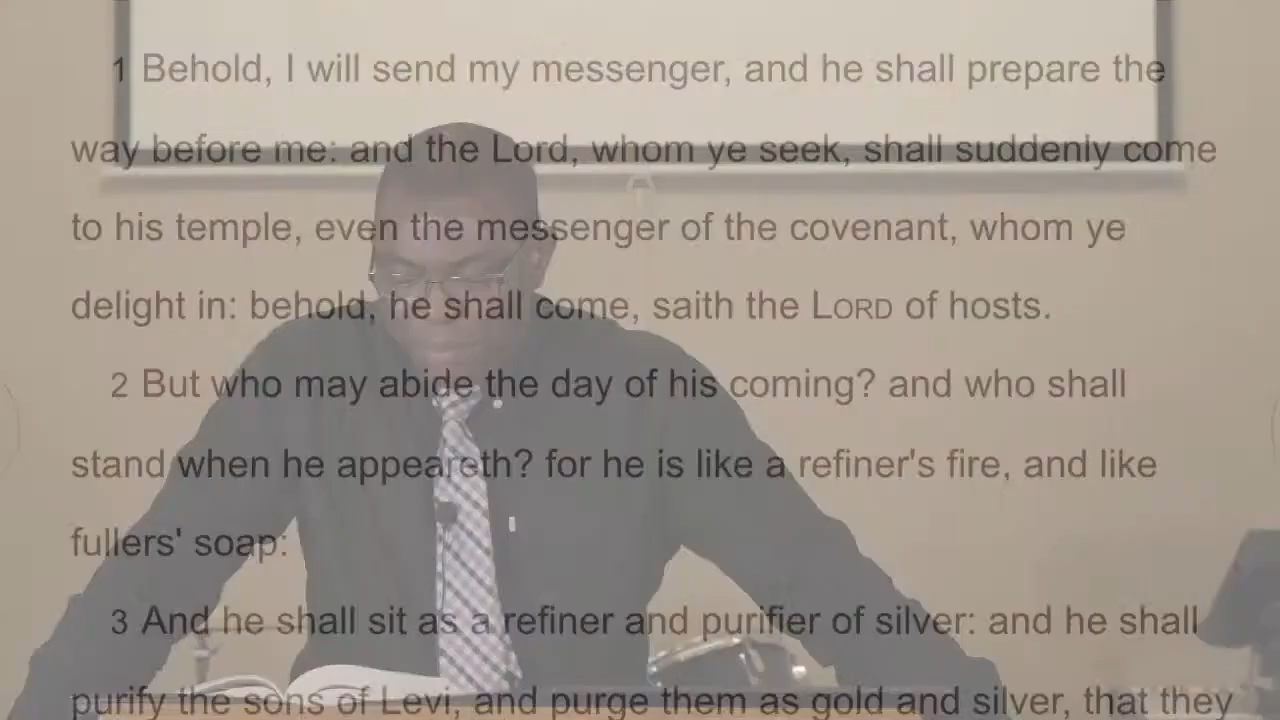 1 Behold, I will send my messenger, and he shall prepare the
way before me: and the Lord, whom ye seek, shall suddenly come
to his temple, even the messenger of the covenant, whom ye
delight in: behold, he shall come, saith the LORD of hosts.
2 But who may abide the day of his coming? and who shall
stand when he appeareth? for he is like a refiner's fire, and like
fullers' soap:
3 And he shall sit as a refiner and purifier of silver: and he shall
purify the sons of Levi, and purge them as gold and silver, that they